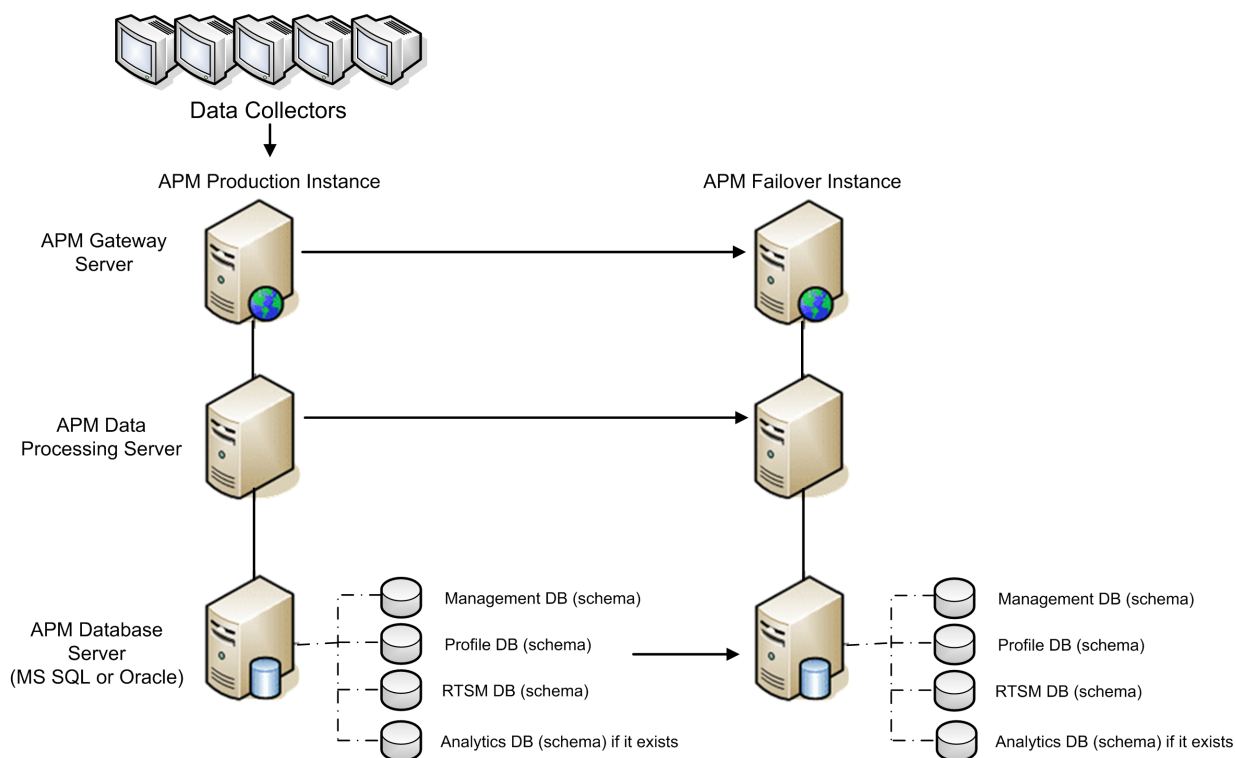 Data Collectors
APM Production Instance
APM Failover Instance
APM Gateway
Server
APM Data
Processing Server
APM Database
Server
(MS SQL or Oracle)
Management DB (schema)
Profile DB (schema)
RTSM DB (schema)
Analytics DB (schema) if it exists
Management DB (schema)
Profile DB (schema)
RTSM DB (schema)
Analytics DB (schema) if it exists